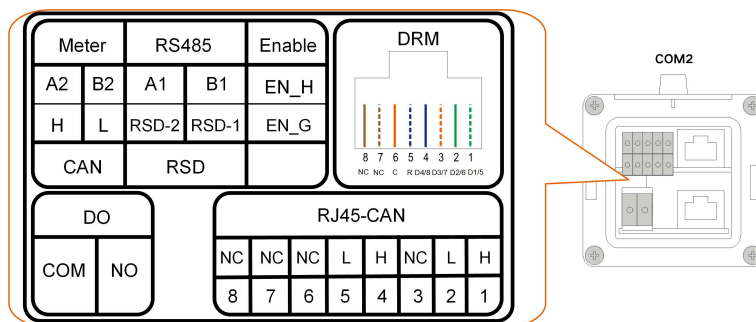 Meter RS485 Enable
A2 B2 A1 B1 EN_H
H L RSD-2 RSD-1 EN_G
CAN RSD
DRM
8 7 6 5 4 3 2 1
NC NC C R D4/8 D3/7 D2/6 D1/5
DO
COM NO
RJ45-CAN
NC NC NC L H NC L H
8 7 6 5 4 3 2 1
COM2